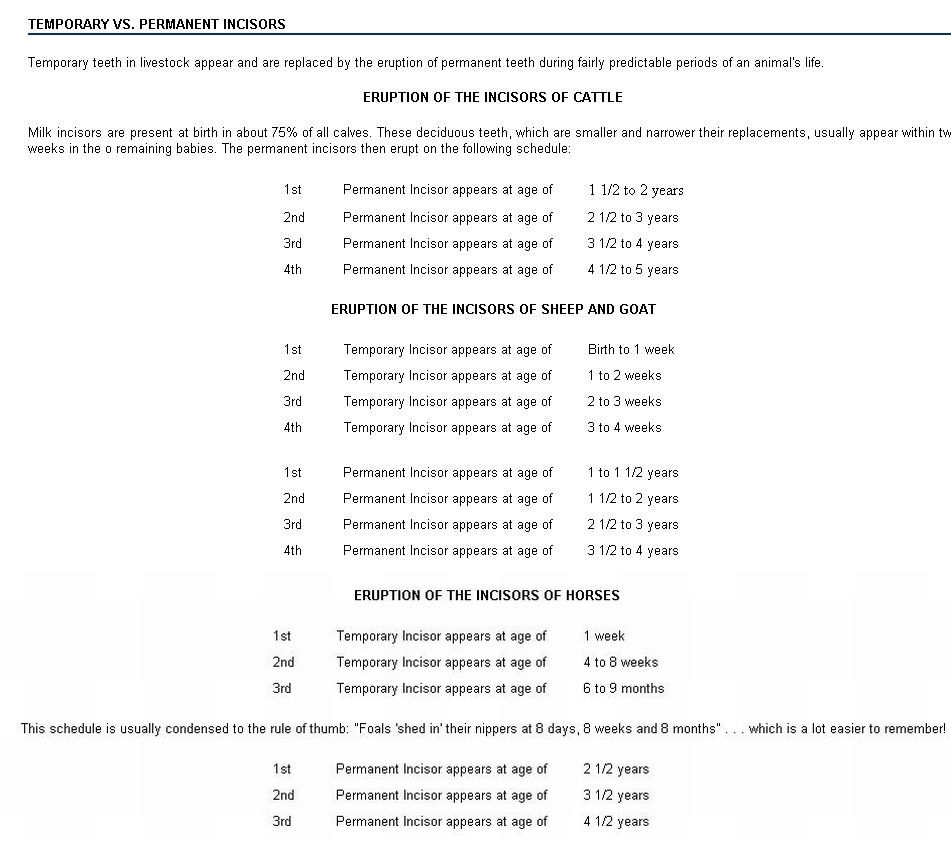 TEMPORARY VS. PERMANENT INCISORS
Temporary teeth in livestock appear and are replaced by the eruption of permanent teeth during fairly predictable periods of an animal's life.
ERUPTION OF THE INCISORS OF CATTLE
Milk incisors are present at birth in about 75% of all calves. These deciduous teeth, which are smaller and narrower their replacements, usually appear within tw
weeks in the o remaining babies. The permanent incisors then erupt on the following schedule:
1st Permanent Incisor appears at age of 1 1/2 to 2 years
2nd Permanent Incisor appears at age of 2 1/2 to 3 years
3rd Permanent Incisor appears at age of 3 1/2 to 4 years
4th Permanent Incisor appears at age of 4 1/2 to 5 years
ERUPTION OF THE INCISORS OF SHEEP AND GOAT
1st Temporary Incisor appears at age of Birth to 1 week
2nd Temporary Incisor appears at age of 1 to 2 weeks
3rd Temporary Incisor appears at age of 2 to 3 weeks
4th Temporary Incisor appears at age of 3 to 4 weeks
1st Permanent Incisor appears at age of 1 to 1 1/2 years
2nd Permanent Incisor appears at age of 1 1/2 to 2 years
3rd Permanent Incisor appears at age of 2 1/2 to 3 years
4th Permanent Incisor appears at age of 3 1/2 to 4 years
ERUPTION OF THE INCISORS OF HORSES
1st Temporary Incisor appears at age of 1 week
2nd Temporary Incisor appears at age of 4 to 8 weeks
3rd Temporary Incisor appears at age of 6 to 9 months
This schedule is usually condensed to the rule of thumb: "Foals 'shed in' their nippers at 8 days, 8 weeks and 8 months" . . . which is a lot easier to remember!
1st Permanent Incisor appears at age of 2 1/2 years
2nd Permanent Incisor appears at age of 3 1/2 years
3rd Permanent Incisor appears at age of 4 1/2 years